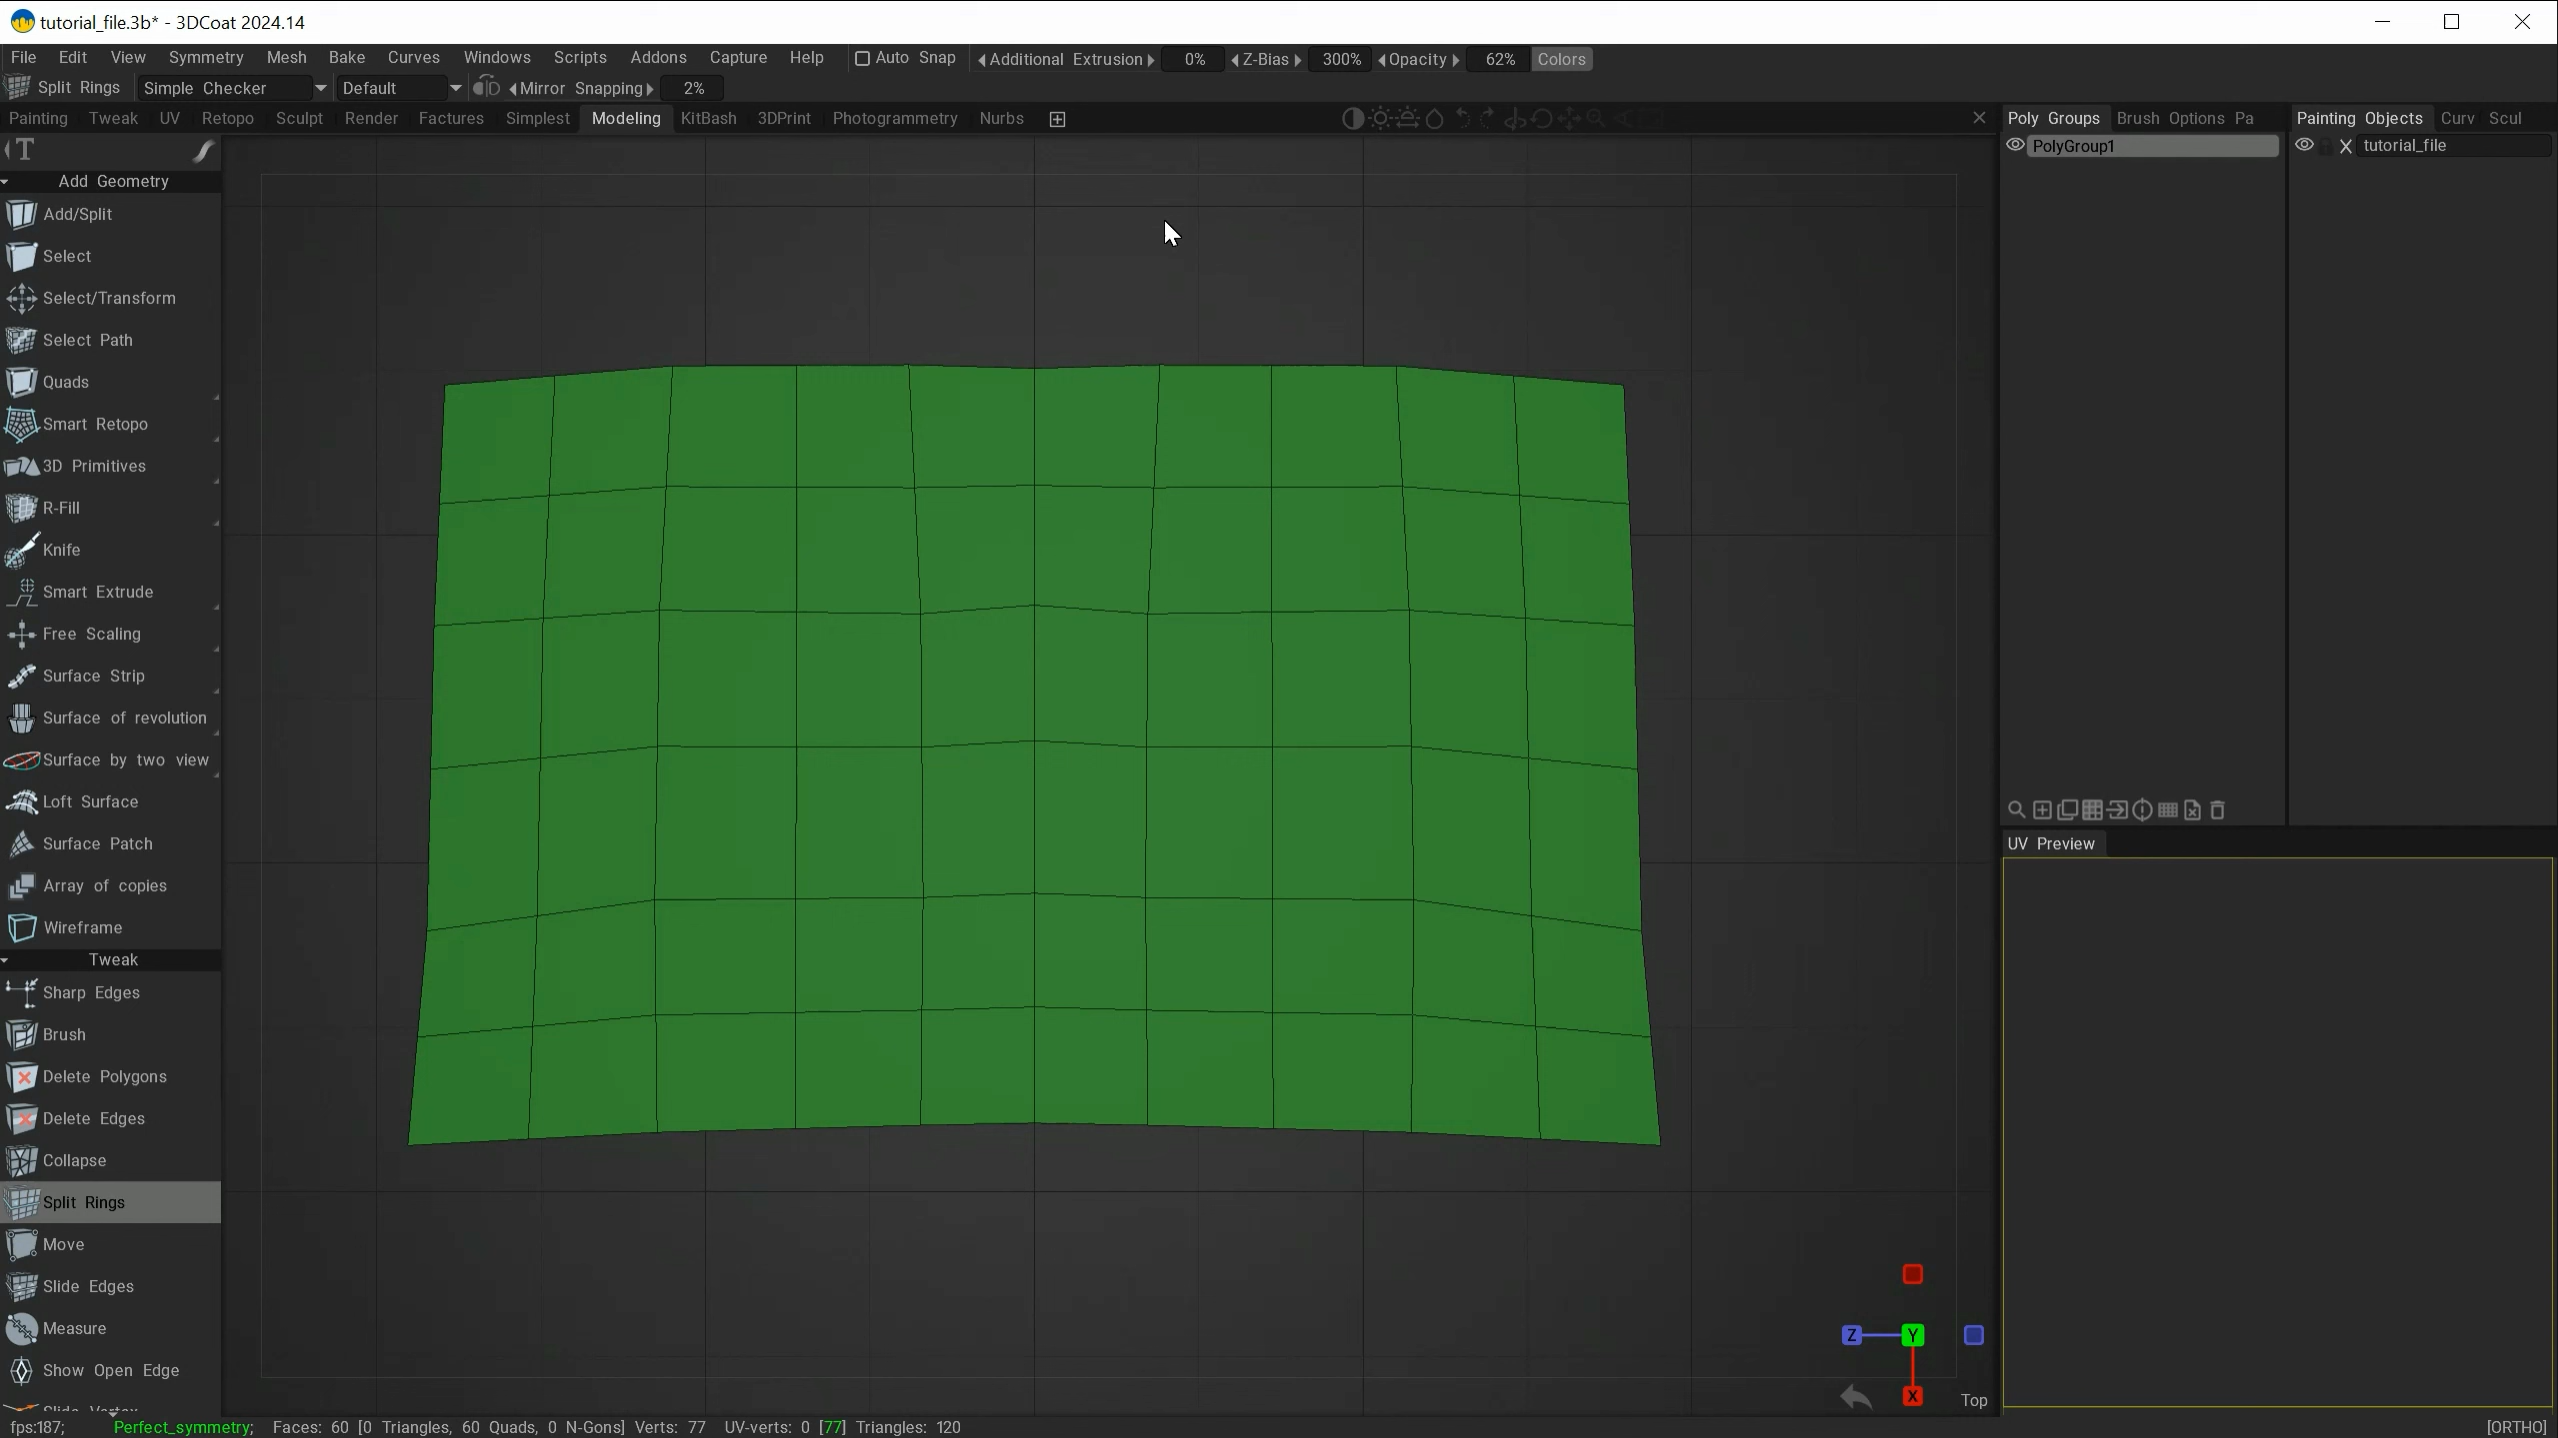 tutorial_file.3b* - 3DCoat 2024.14
File Edit View Symmetry Mesh Bake Curves Windows Scripts Addons Capture Help Auto Snap Additional Extrusion 0% Z-Bias 300% Opacity 62% Colors
Split Rings Simple Checker Default Mirror Snapping 2%
Painting Tweak UV Retopo Sculpt Render Factures Simplest Modeling KitBash 3DPrint Photogrammetry Nurbs
Poly Groups Brush Options Pa Painting Objects Curv Scul
PolyGroup1 tutorial_file
T
Add Geometry
Add/Split
Select
Select/Transform
Select Path
Quads
Smart Retopo
3D Primitives
R-Fill
Knife
Smart Extrude
Free Scaling
Surface Strip
Surface of revolution
Surface by two view
Loft Surface
Surface Patch
Array of copies
Wireframe
Tweak
Sharp Edges
Brush
Delete Polygons
Delete Edges
Collapse
Split Rings
Move
Slide Edges
Measure
Show Open Edge
UV Preview
Z Y
X
Top
fps:187; Perfect_symmetry; Faces: 60 [0 Triangles, 60 Quads, 0 N-Gons] Verts: 77 UV-verts: 0 [77] Triangles: 120
[ORTHO]